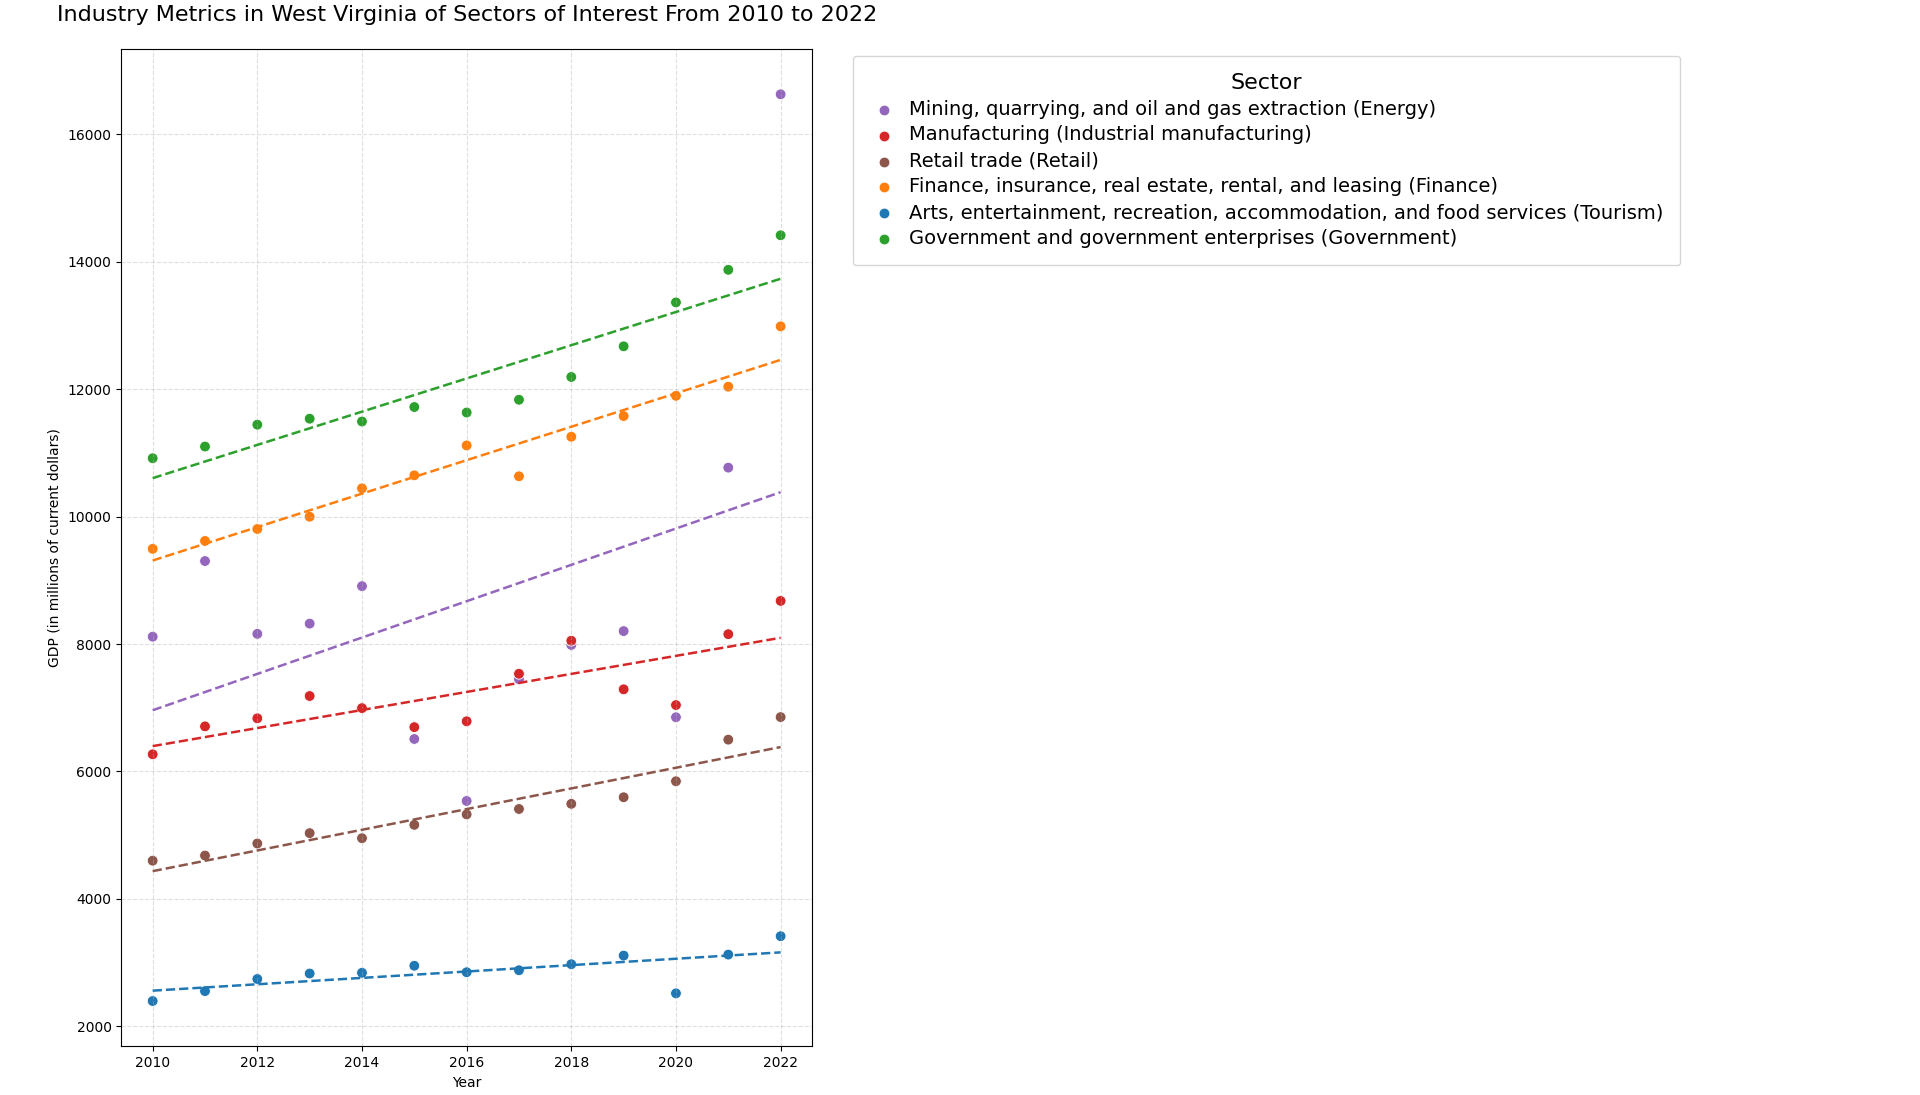 Industry Metrics in West Virginia of Sectors of Interest From 2010 to 2022
Sector
Mining, quarrying, and oil and gas extraction (Energy)
Manufacturing (Industrial manufacturing)
Retail trade (Retail)
Finance, insurance, real estate, rental, and leasing (Finance)
Arts, entertainment, recreation, accommodation, and food services (Tourism)
Government and government enterprises (Government)
GDP (in millions of current dollars)
16000
14000
12000
10000
8000
6000
4000
2000
2010 2012 2014 2016 2018 2020 2022
Year